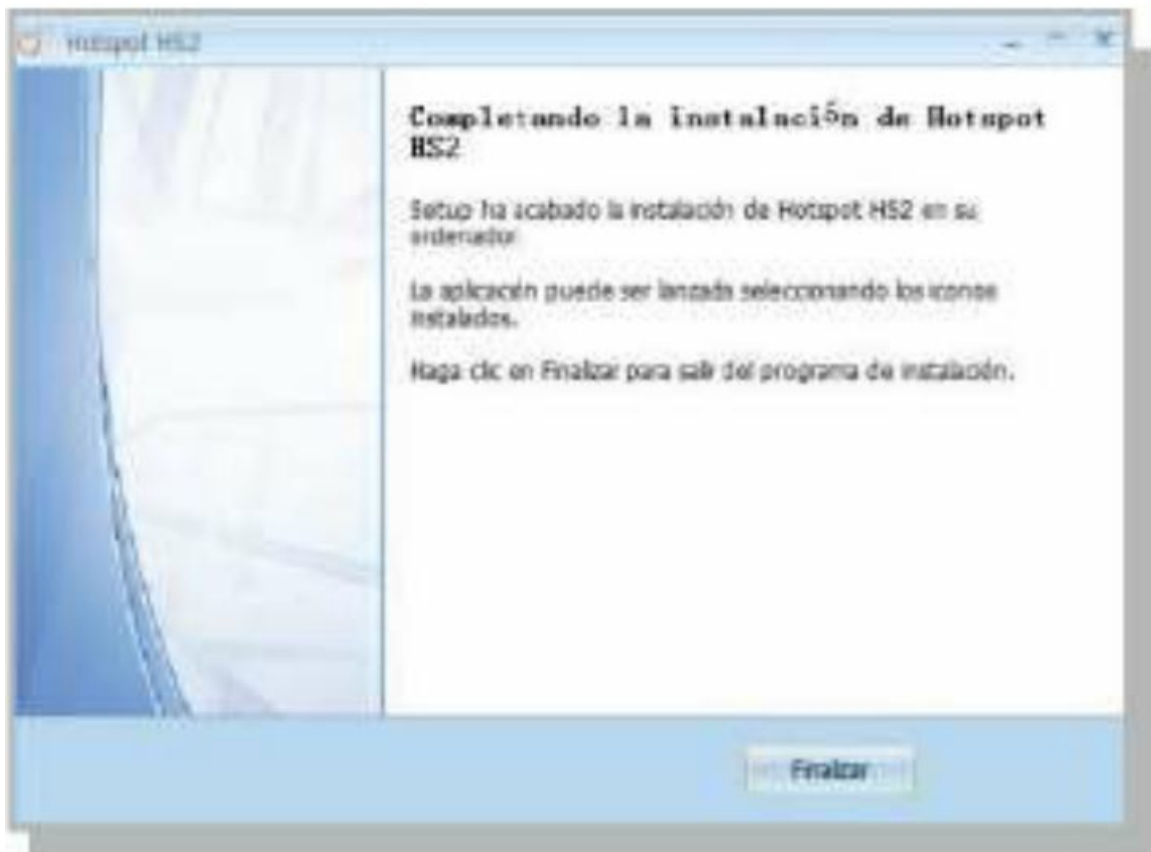 Hotspot HS2
Completando la instalación de Hotspot
HS2
Setup ha acabado la instalación de Hotspot HS2 en su
ordenador.
La aplicación puede ser lanzada seleccionando los iconos
instalados.
Haga clic en Finalizar para salir del programa de instalación.
Finalizar